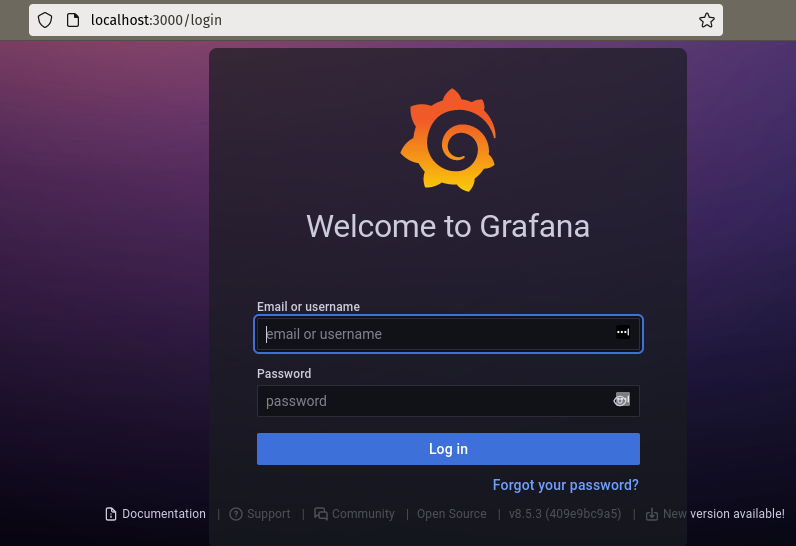 localhost:3000/login
Welcome to Grafana
Email or username
email or username
Password
password
Log in
Forgot your password?
Documentation | Support | Community | Open Source | v8.5.3 (409e9bc9a5) | New version available!